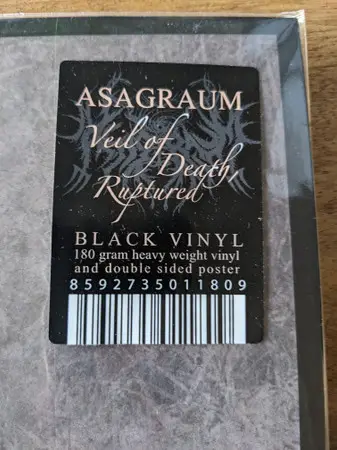 ASAGRAUM
Veil of
Death
Ruptured
BLACK VINYL
180 gram heavy weight vinyl
and double sided poster
8592735011809